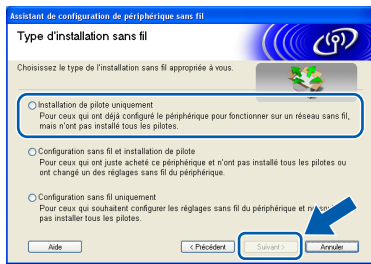 Assistant de configuration de périphérique sans fil
Type d'installation sans fil
Choisissez le type de l'installation sans fil appropriée à vous.
Installation de pilote uniquement
Pour ceux qui ont déjà configuré le périphérique pour fonctionner sur un réseau sans fil,
mais n'ont pas installé tous les pilotes.
Configuration sans fil et installation de pilote
Pour ceux qui ont juste acheté ce périphérique et n'ont pas installé tous les pilotes ou
ont changé un des réglages sans fil du périphérique.
Configuration sans fil uniquement
Pour ceux qui souhaitent configurer les réglages sans fil du périphérique et
pas installer tous les pilotes.
Aide
< Précédent
Suivant >
Annuler